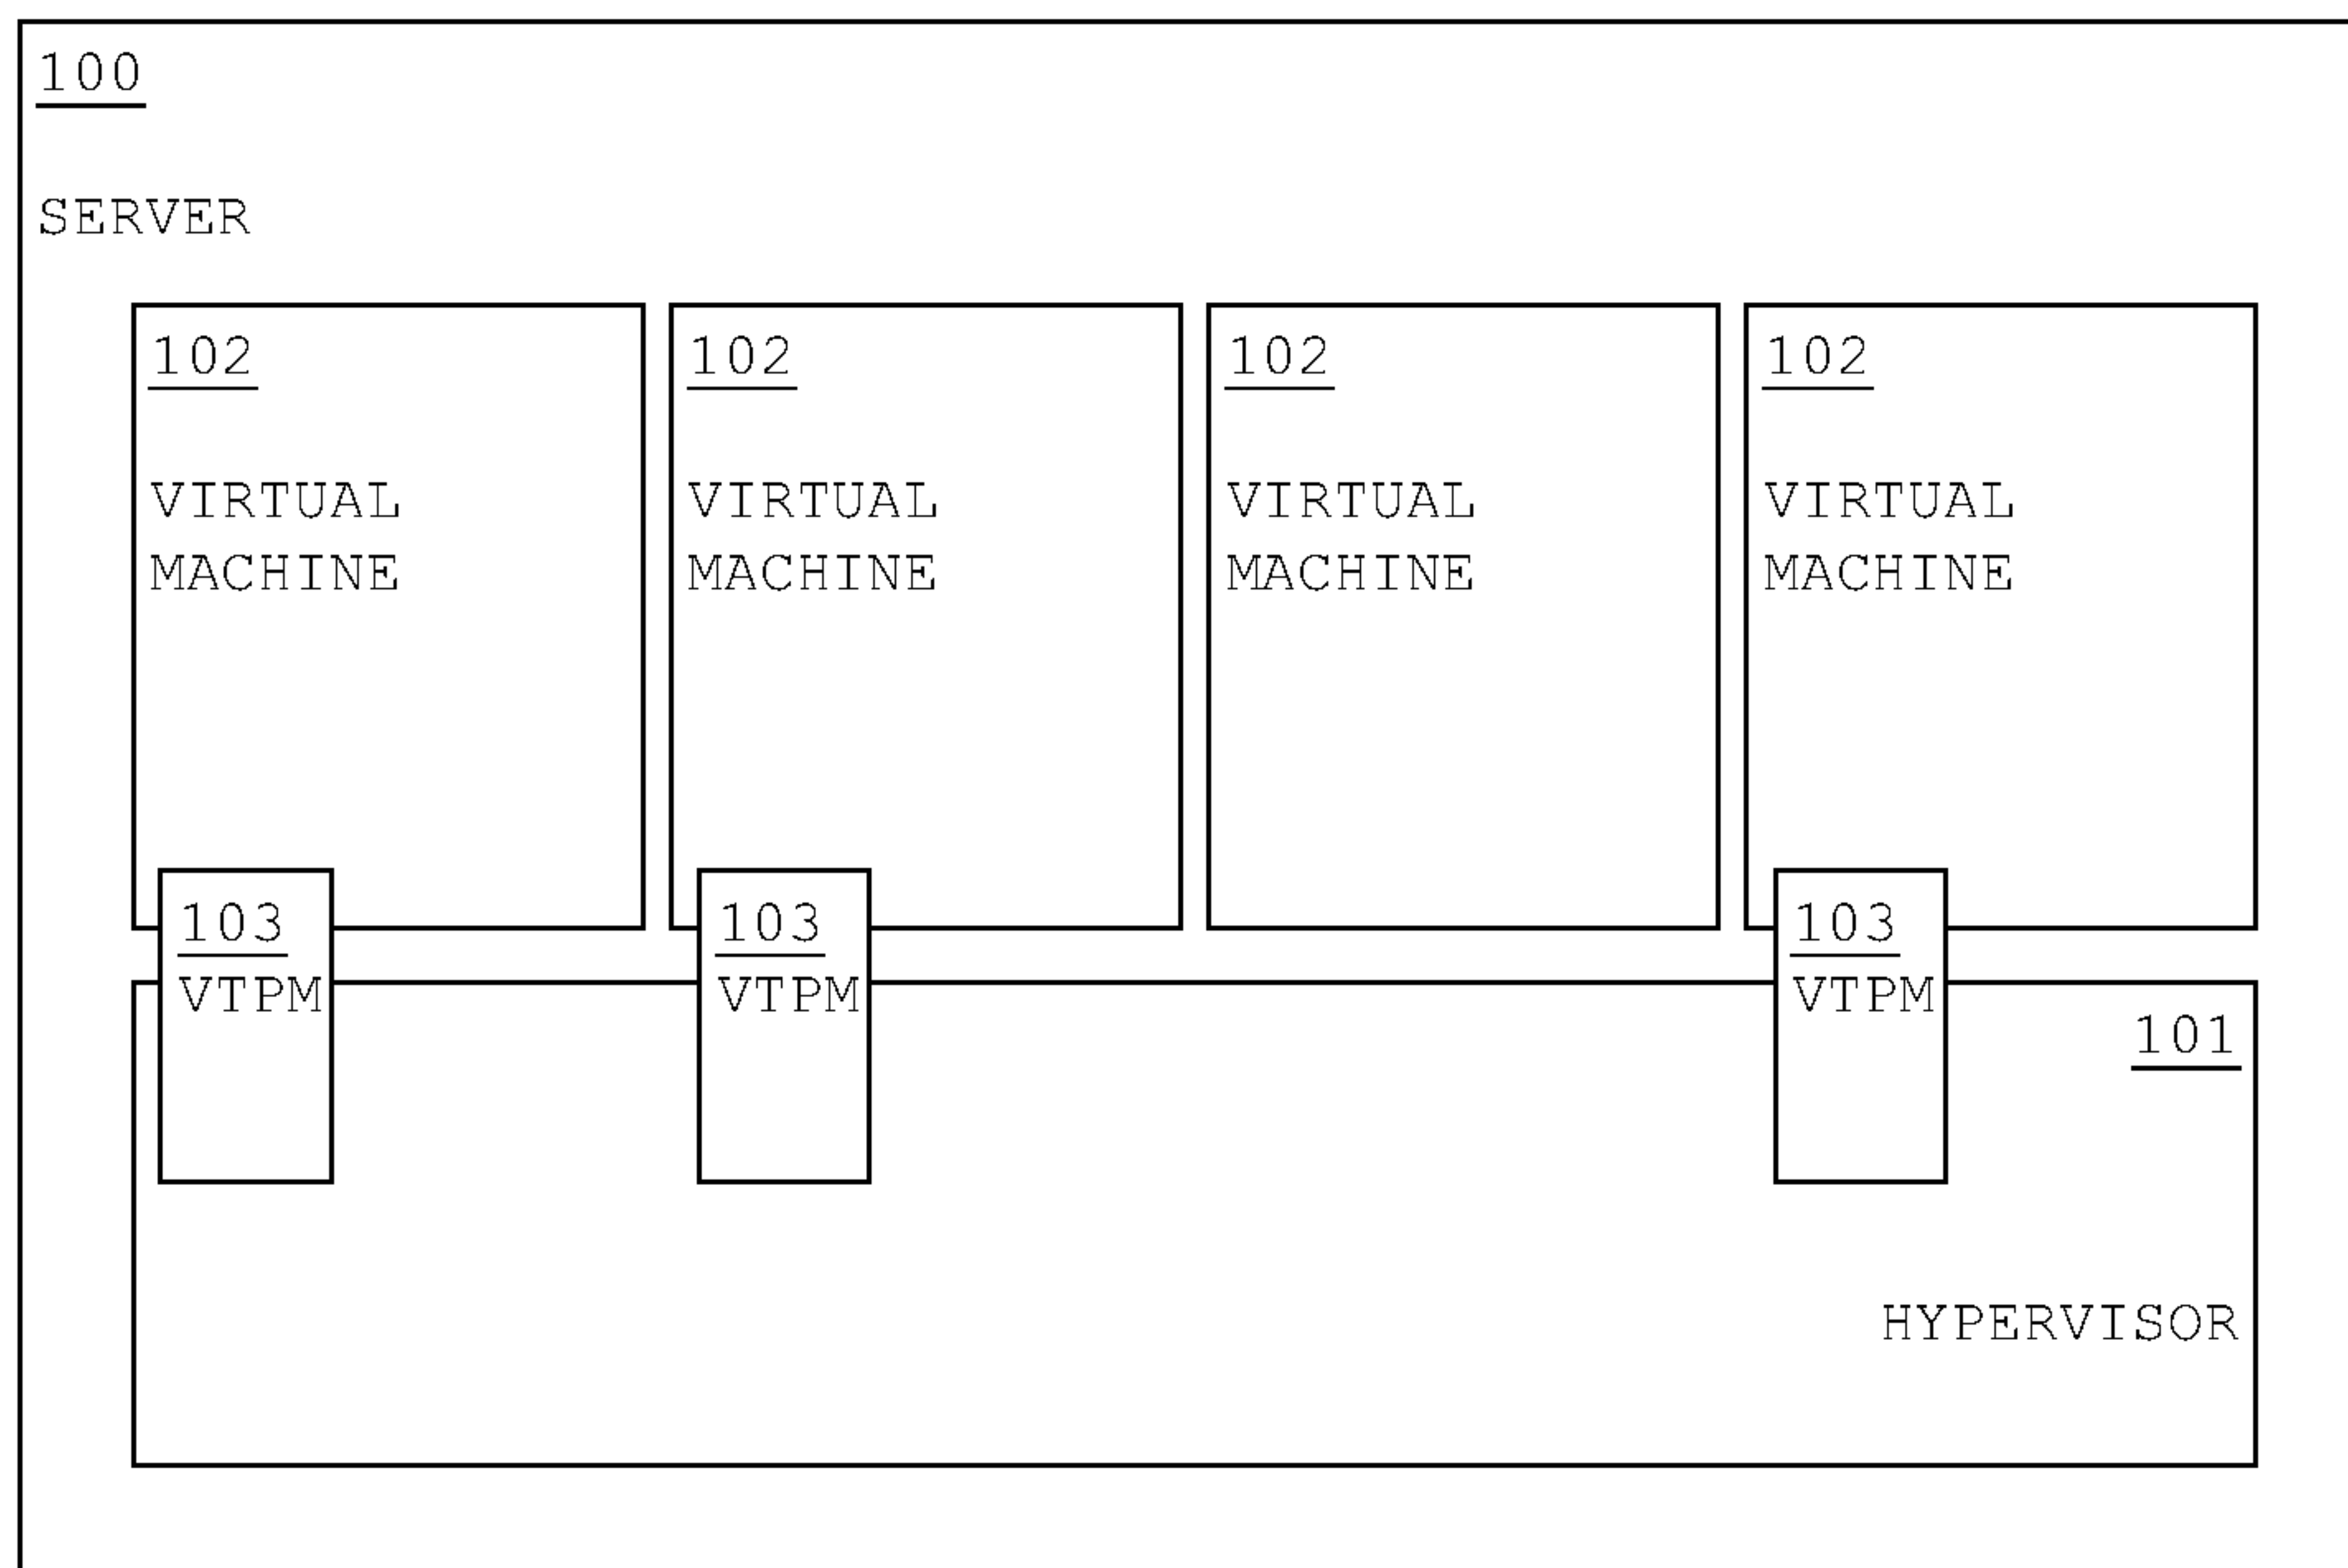 100
SERVER
102
VIRTUAL
MACHINE
102
VIRTUAL
MACHINE
102
VIRTUAL
MACHINE
102
VIRTUAL
MACHINE
103
VTPM
103
VTPM
103
VTPM
101
HYPERVISOR